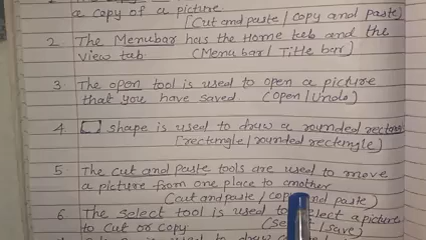 a copy of a picture
[Cut and paste / copy and paste)
2 The Menubar has the Home tab and the
view tab (Menu bar / Title bar)
3. The open tool is used to open a picture
that you have saved. (Open / Undo)
4. shape is used to draw a rounded rectang
[rectangle / rounded rectangle)
5 The cut and paste tools are used to move
a picture from one place to another
(cut and paste / copy and paste)
6. The select tool is used to select a picture
to cut or copy. / save)